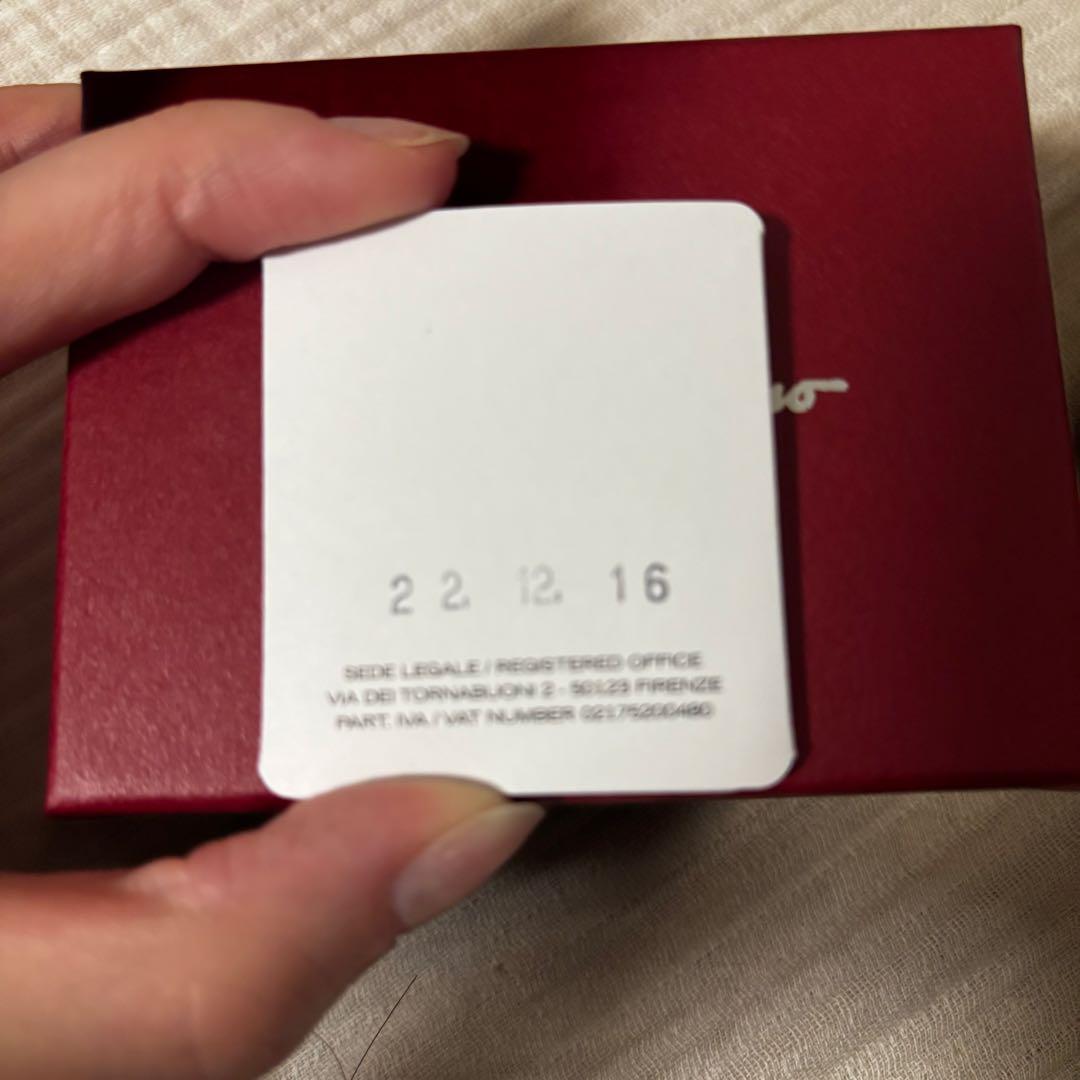 22. 12. 16
SEDE LEGALE / REGISTERED OFFICE
VIA DEI TORNABUONI 2 - 50123 FIRENZE
PART. IVA / VAT NUMBER 02175200480